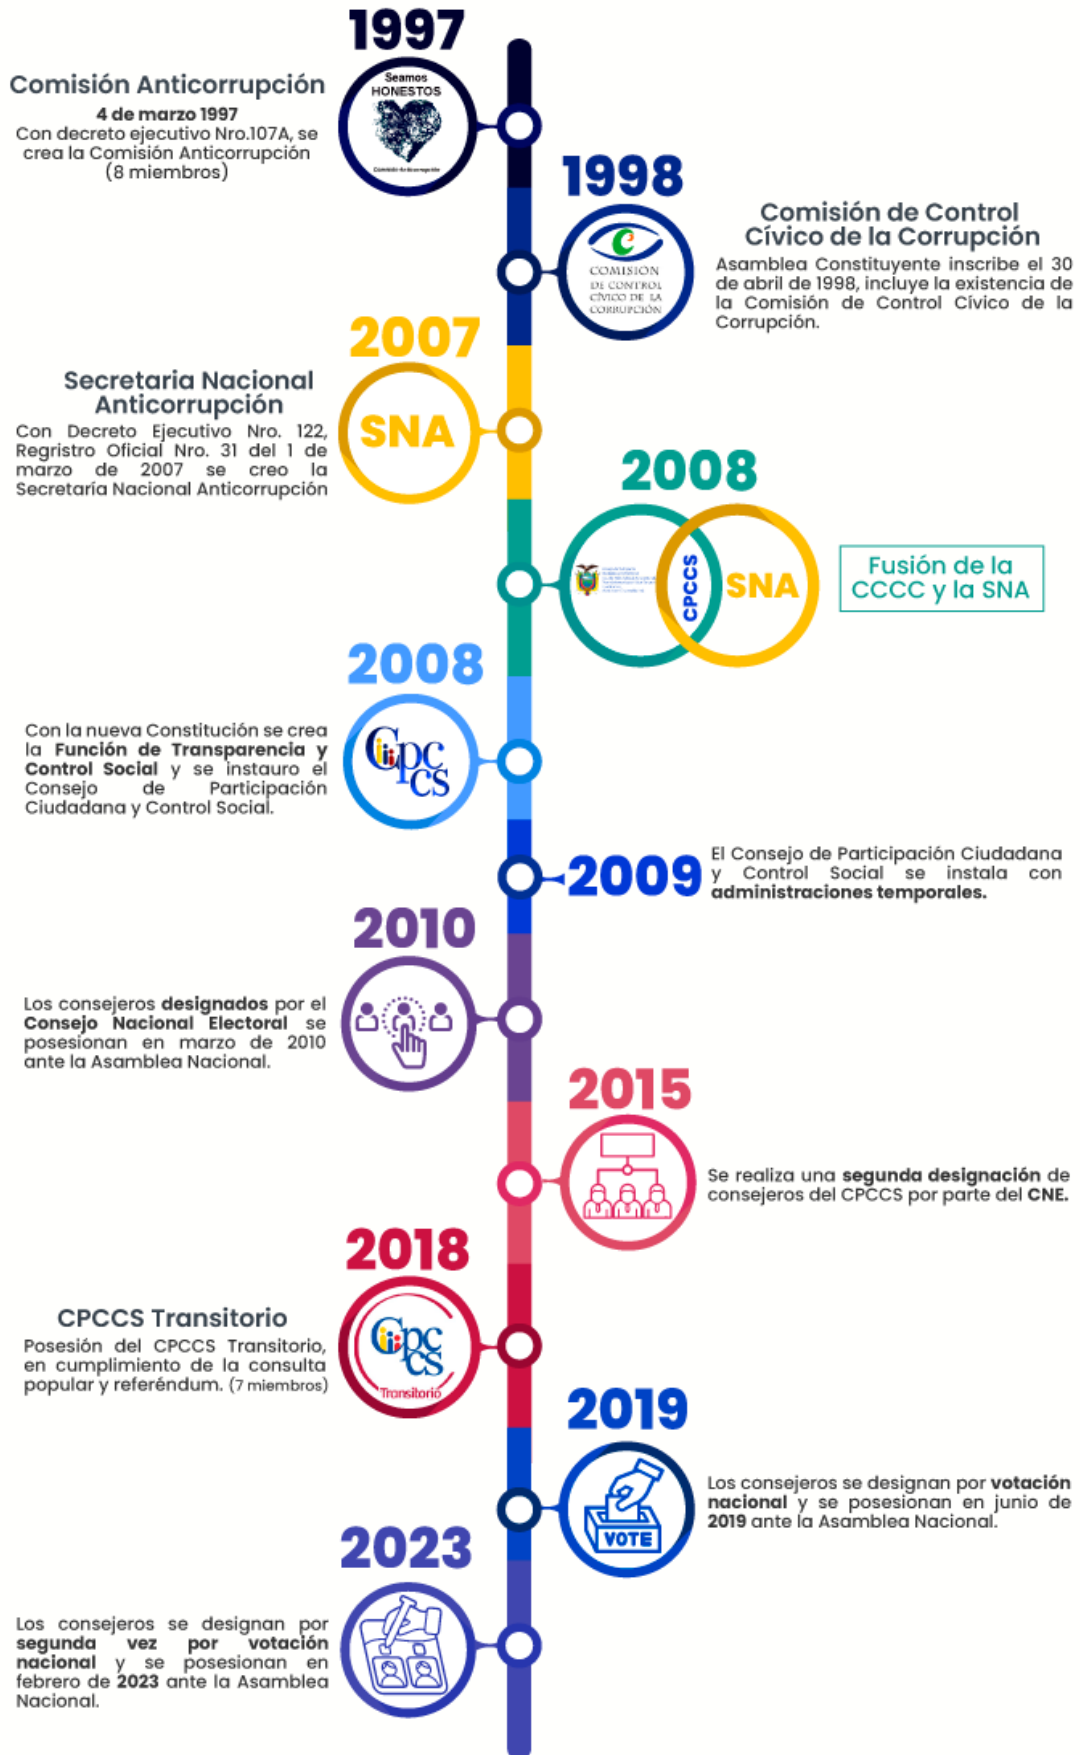 1997
Comisión Anticorrupción
4 de marzo 1997
Con decreto ejecutivo Nro.107A, se
crea la Comisión Anticorrupción
(8 miembros)
Seamos
HONESTOS
Comisión Anticorrupción
1998
COMISION
DE CONTROL
CÍVICO DE LA
CORRUPCIÓN
Comisión de Control
Cívico de la Corrupción
Asamblea Constituyente inscribe el 30
de abril de 1998, incluye la existencia de
la Comisión de Control Cívico de la
Corrupción.
2007
Secretaria Nacional
Anticorrupción
Con Decreto Ejecutivo Nro. 122,
Regristro Oficial Nro. 31 del 1 de
marzo de 2007 se creo la
Secretaría Nacional Anticorrupción
SNA
2008
CPCCS
SNA
Fusión de la
CCCC y la SNA
2008
Con la nueva Constitución se crea
la Función de Transparencia y
Control Social y se instauro el
Consejo de Participación
Ciudadana y Control Social.
Cpc
cs
2009
El Consejo de Participación Ciudadana
y Control Social se instala con
administraciones temporales.
2010
Los consejeros designados por el
Consejo Nacional Electoral se
posesionan en marzo de 2010
ante la Asamblea Nacional.
2015
Se realiza una segunda designación de
consejeros del CPCCS por parte del CNE.
2018
CPCCS Transitorio
Posesión del CPCCS Transitorio,
en cumplimiento de la consulta
popular y referéndum. (7 miembros)
Cpc
cs
Transitorio
2019
VOTE
Los consejeros se designan por votación
nacional y se posesionan en junio de
2019 ante la Asamblea Nacional.
2023
Los consejeros se designan por
segunda vez por votación
nacional y se posesionan en
febrero de 2023 ante la Asamblea
Nacional.